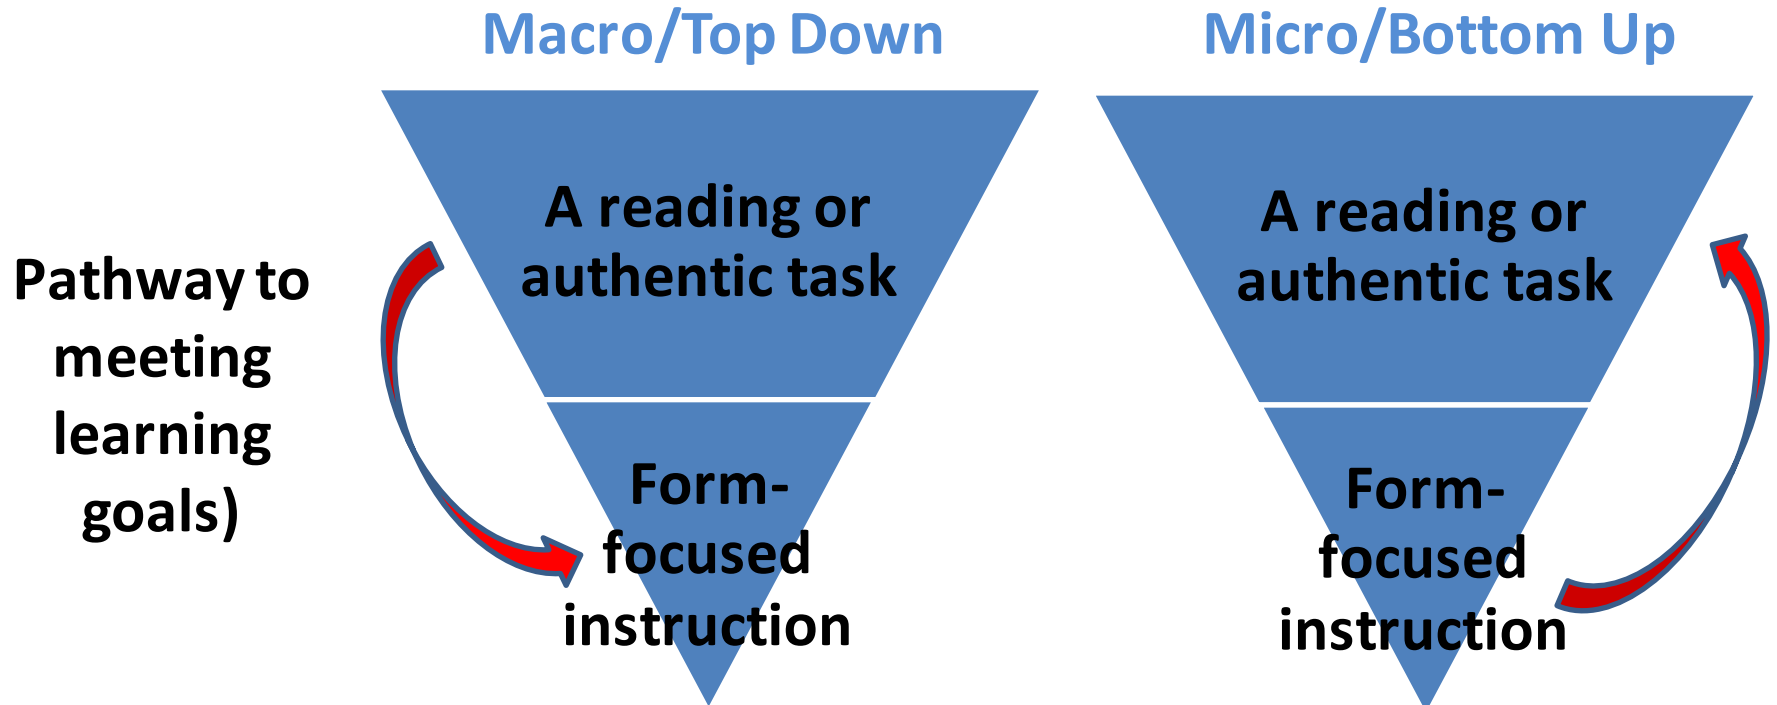 Macro/Top Down
Micro/Bottom Up
Pathway to
meeting
learning
goals)
A reading or
authentic task
Form-
focused
instruction
A reading or
authentic task
Form-
focused
instruction